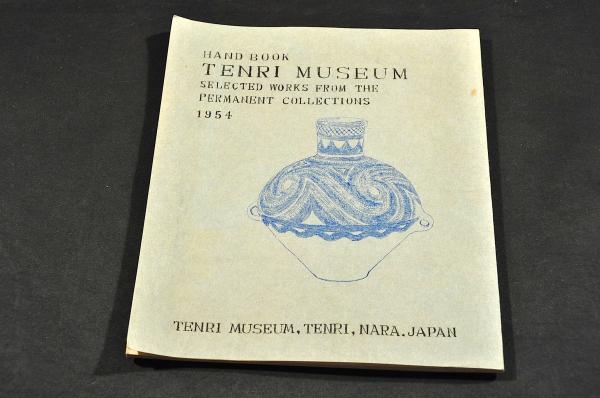 HAND BOOK
TENRI MUSEUM
SELECTED WORKS FROM THE
PERMANENT COLLECTIONS
1954
TENRI MUSEUM, TENRI, NARA. JAPAN